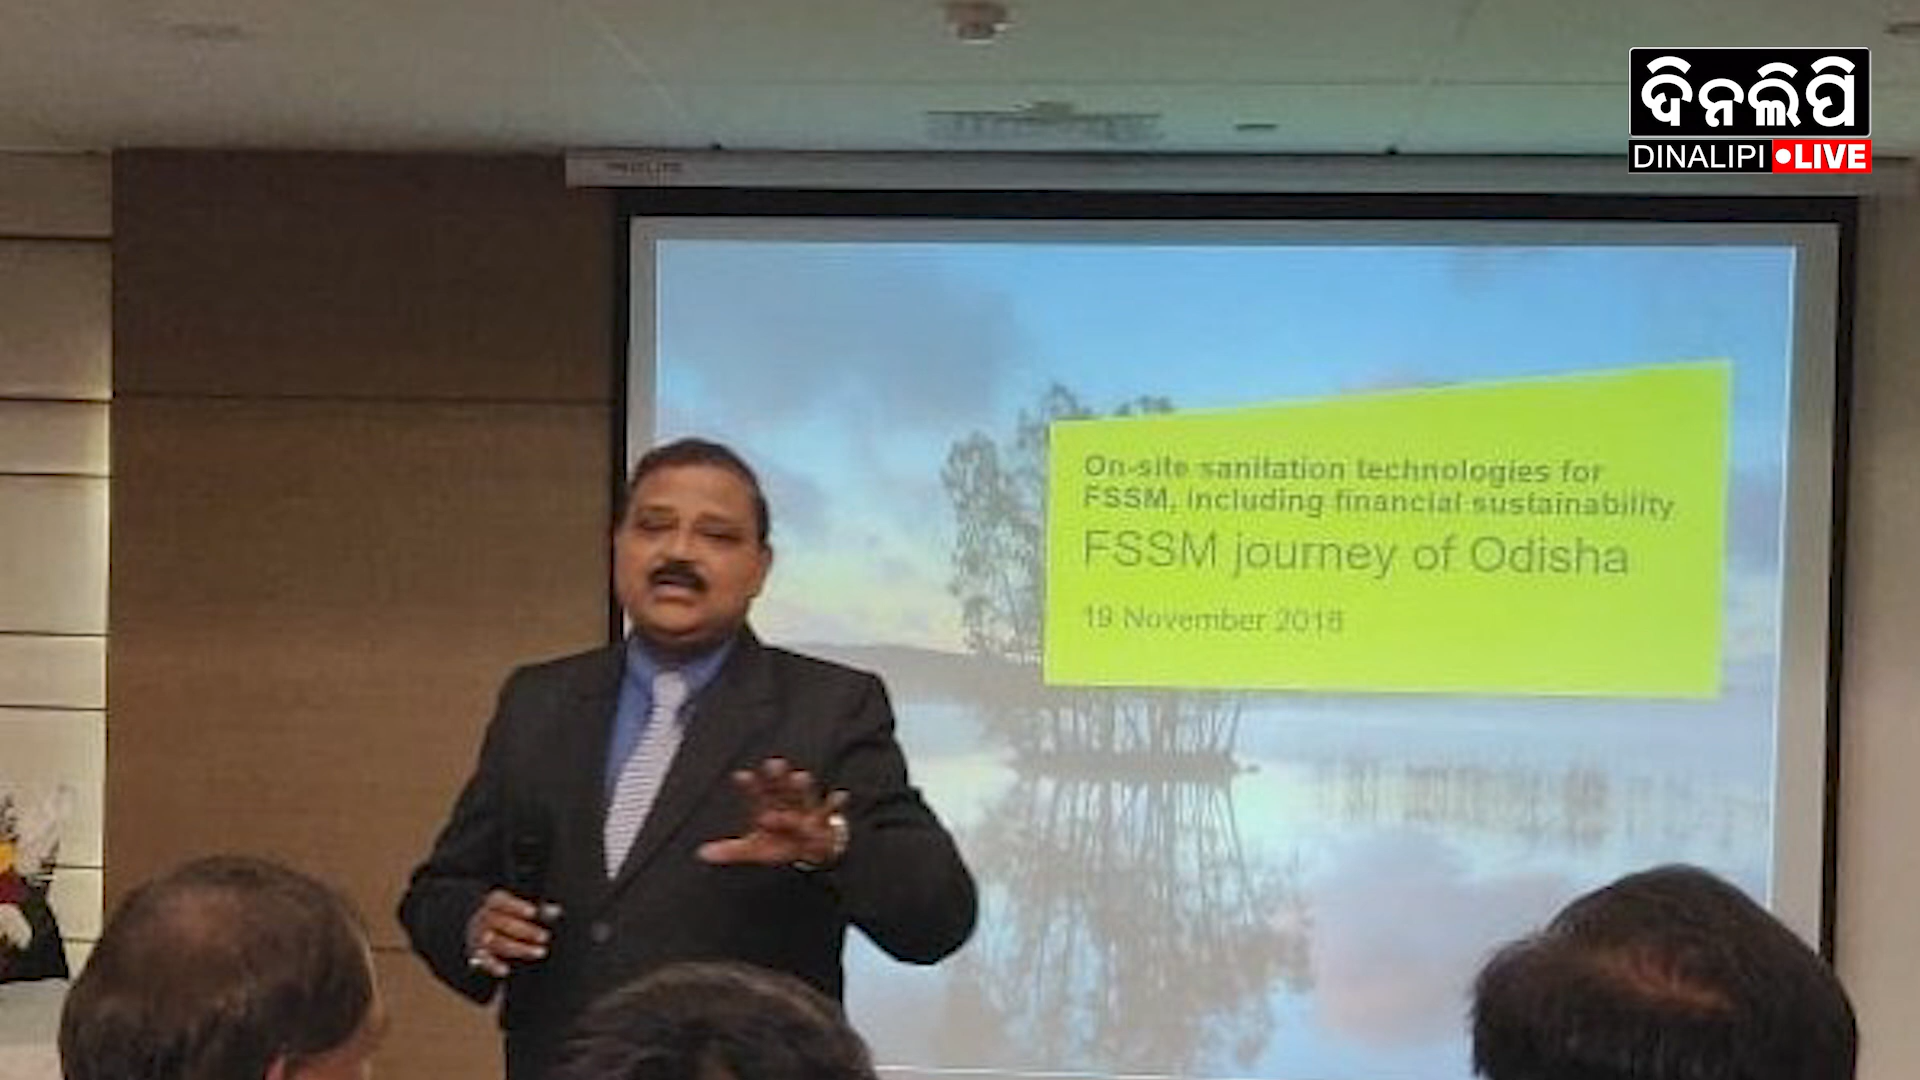 ଦିନଲିପି
DINALIPI LIVE
On-site sanitation technologies for
FSSM, including financial sustainability
FSSM journey of Odisha
19 November 2018